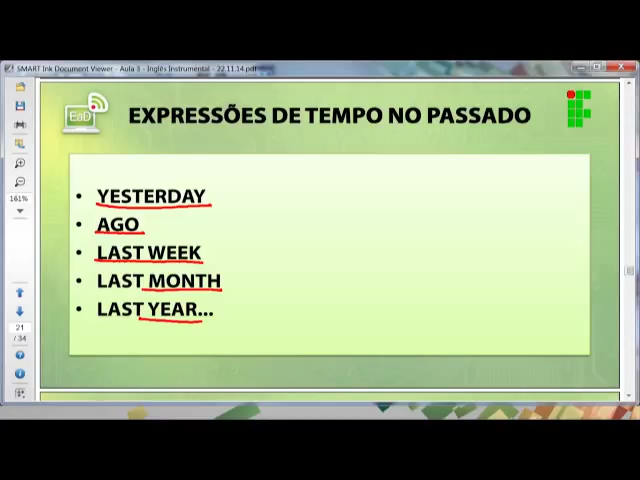 SMART Ink Document Viewer - Aula 3 - Inglês Instrumental - 22.11.14.pdf
EaD
EXPRESSÕES DE TEMPO NO PASSADO
• YESTERDAY
• AGO
• LAST WEEK
• LAST MONTH
• LAST YEAR...
161%
21
/ 34